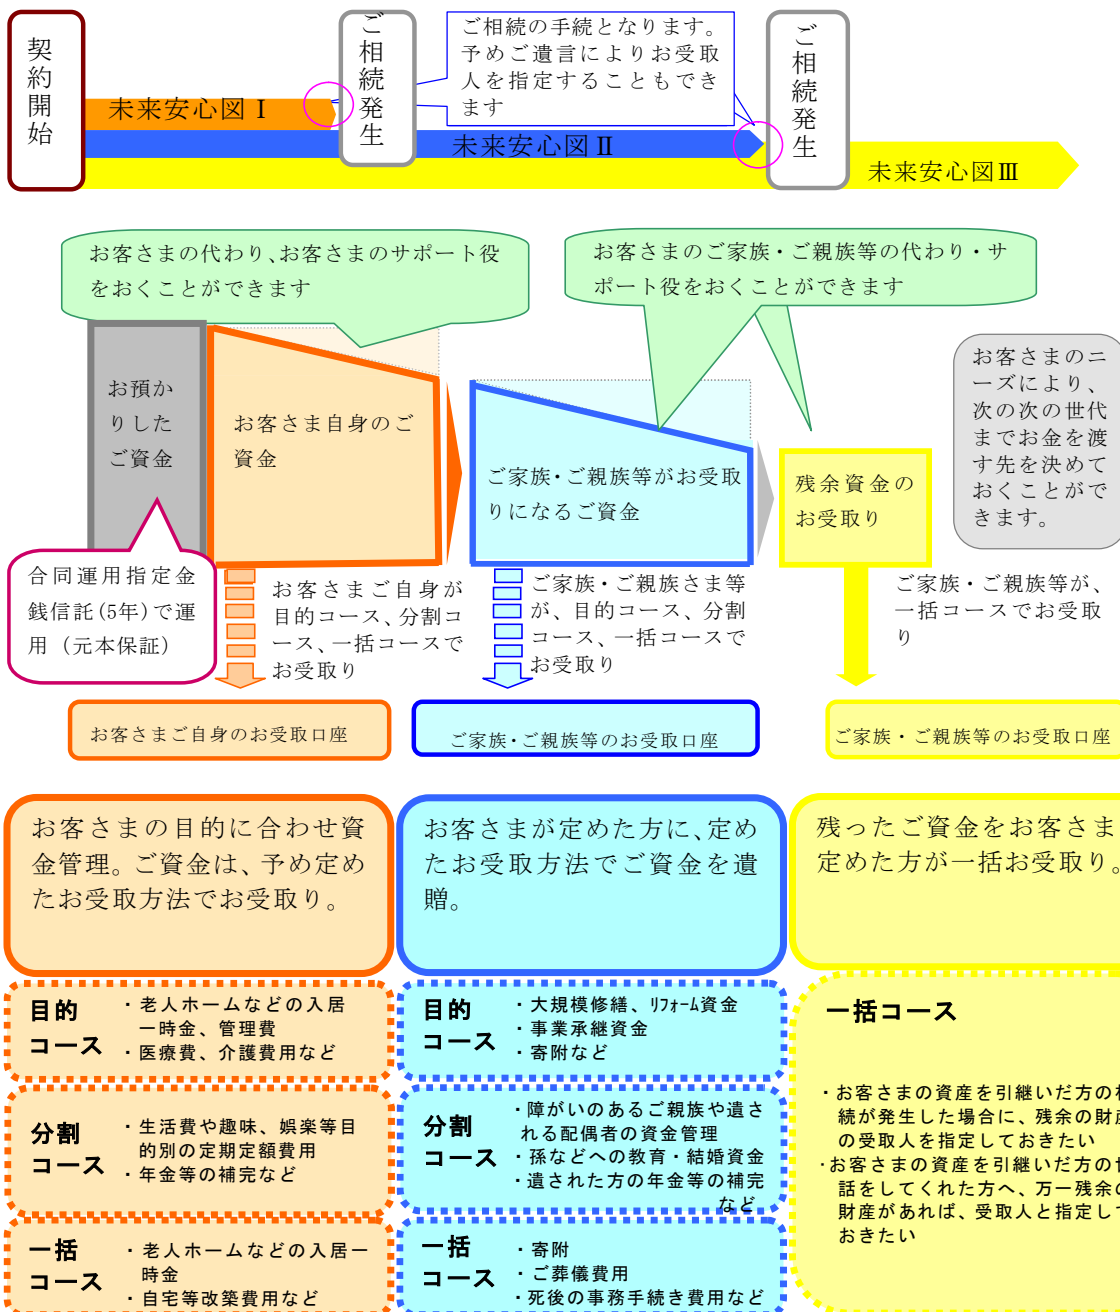 契約開始
ご相続発生
ご相続の手続となります。
予めご遺言によりお受取
人を指定することもでき
ます
ご相続発生
未来安心図Ⅰ
未来安心図Ⅱ
未来安心図Ⅲ
お客さまの代わり、お客さまのサポート役
をおくことができます
お客さまのご家族・ご親族等の代わり・サ
ポート役をおくことができます
お預か
りした
ご資金
お客さま自身のご
資金
ご家族・ご親族等がお受取
りになるご資金
残余資金の
お受取り
お客さまのニ
ーズにより、
次の次の世代
までお金を渡
す先を決めて
おくことがで
きます。
合同運用指定金
銭信託(5年)で運
用（元本保証）
お客さまご自身が
目的コース、分割コ
ース、一括コースで
お受取り
ご家族・ご親族さま等
が、目的コース、分割
コース、一括コースで
お受取り
ご家族・ご親族等が、
一括コースでお受取
り
お客さまご自身のお受取口座
ご家族・ご親族等のお受取口座
ご家族・ご親族等のお受取口座
お客さまの目的に合わせ資
金管理。ご資金は、予め定め
たお受取方法でお受取り。
お客さまが定めた方に、定め
たお受取方法でご資金を遺
贈。
残ったご資金をお客さま
定めた方が一括お受取り。
目的
コース
・老人ホームなどの入居
一時金、管理費
・医療費、介護費用など
分割
コース
・生活費や趣味、娯楽等目
的別の定期定額費用
・年金等の補完など
一括
コース
・老人ホームなどの入居一
時金
・自宅等改築費用など
目的
コース
・大規模修繕、ﾘﾌｫｰﾑ資金
・事業承継資金
・寄附など
分割
コース
・障がいのあるご親族や遺さ
れる配偶者の資金管理
・孫などへの教育・結婚資金
・遺された方の年金等の補完
など
一括
コース
・寄附
・ご葬儀費用
・死後の事務手続き費用など
一括コース
・お客さまの資産を引継いだ方の
続が発生した場合に、残余の財
の受取人を指定しておきたい
・お客さまの資産を引継いだ方の
話をしてくれた方へ、万一残余の
財産があれば、受取人と指定して
おきたい